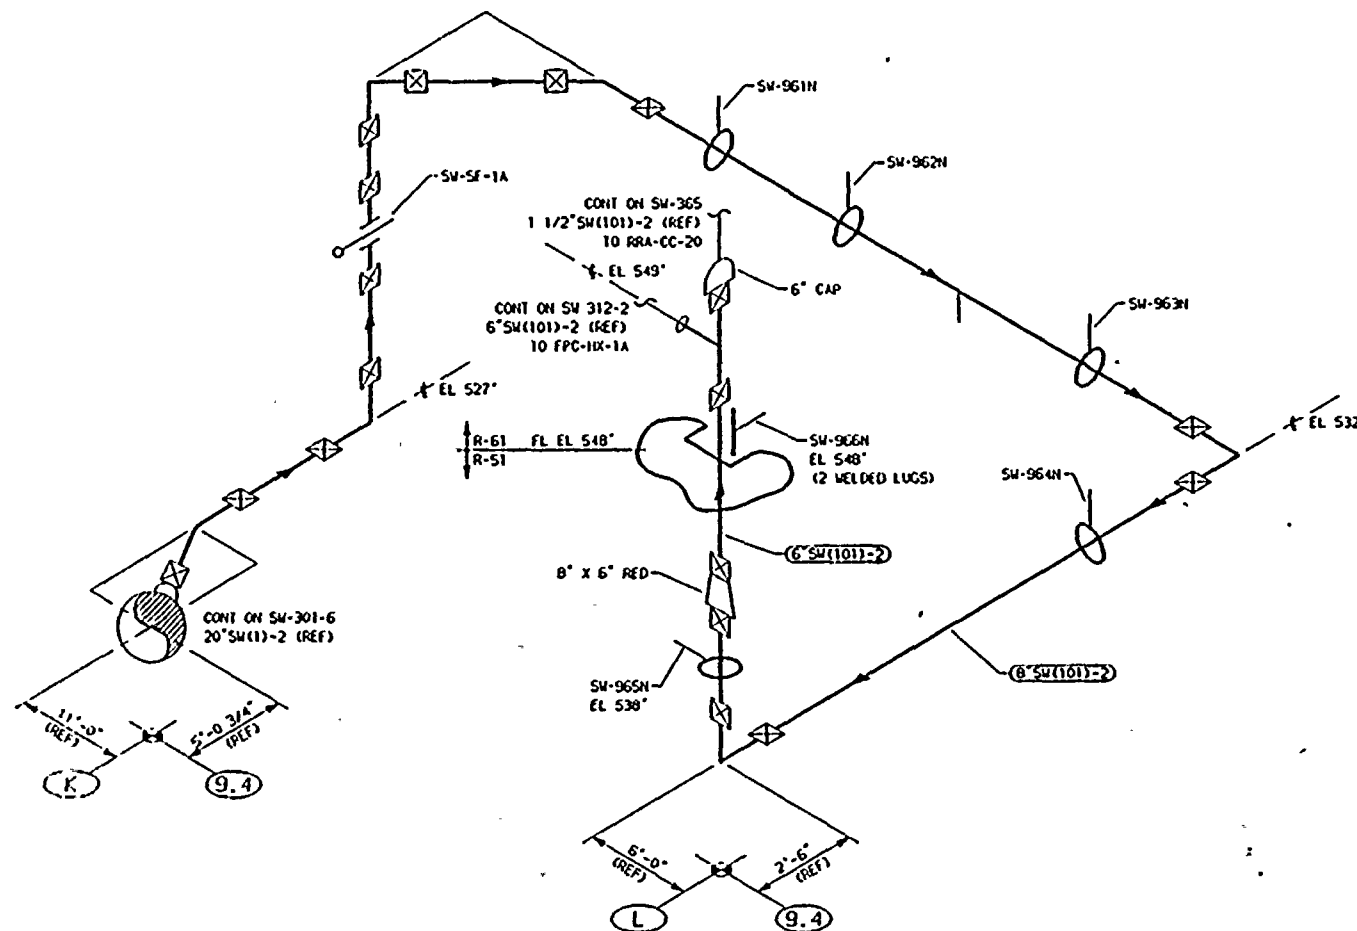 SW-961N
SW-962N
SW-SF-1A
CONT ON SW-365
1 1/2"SW(101)-2 (REF)
TO RRA-CC-20
℄ EL 549'
6" CAP
CONT ON SW 312-2
6"SW(101)-2 (REF)
TO FPC-HX-1A
SW-963N
℄ EL 527'
℄ EL 532
R-61 FL EL 548'
R-51
SW-966N
EL 548'
(2 WELDED LUGS)
SW-964N
6"SW(101)-2
8" X 6" RED
CONT ON SW-301-6
20"SW(1)-2 (REF)
8"SW(101)-2
SW-965N
EL 538'
11'-0"
(REF)
5'-0 3/4"
(REF)
K
9.4
6'-0"
(REF)
2'-6"
(REF)
L
9.4